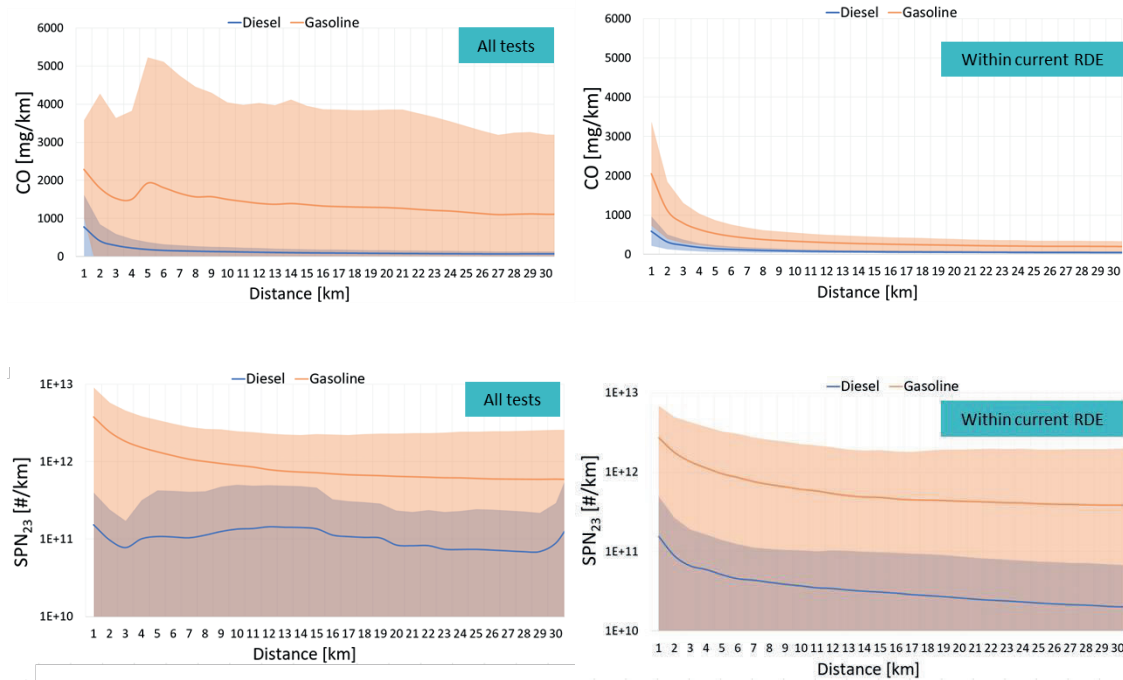 Diesel Gasoline
All tests
6000
5000
4000
3000
2000
1000
0
CO [mg/km]
1 2 3 4 5 6 7 8 9 10 11 12 13 14 15 16 17 18 19 20 21 22 23 24 25 26 27 28 29 30
Distance [km]
Diesel Gasoline
Within current RDE
6000
5000
4000
3000
2000
1000
0
CO [mg/km]
1 2 3 4 5 6 7 8 9 10 11 12 13 14 15 16 17 18 19 20 21 22 23 24 25 26 27 28 29 30
Distance [km]
Diesel Gasoline
All tests
1E+13
1E+12
1E+11
1E+10
SPN23 [#/km]
1 2 3 4 5 6 7 8 9 10 11 12 13 14 15 16 17 18 19 20 21 22 23 24 25 26 27 28 29 30
Distance [km]
Diesel Gasoline
Within current RDE
1E+13
1E+12
1E+11
1E+10
SPN23 [#/km]
1 2 3 4 5 6 7 8 9 10 11 12 13 14 15 16 17 18 19 20 21 22 23 24 25 26 27 28 29 30
Distance [km]